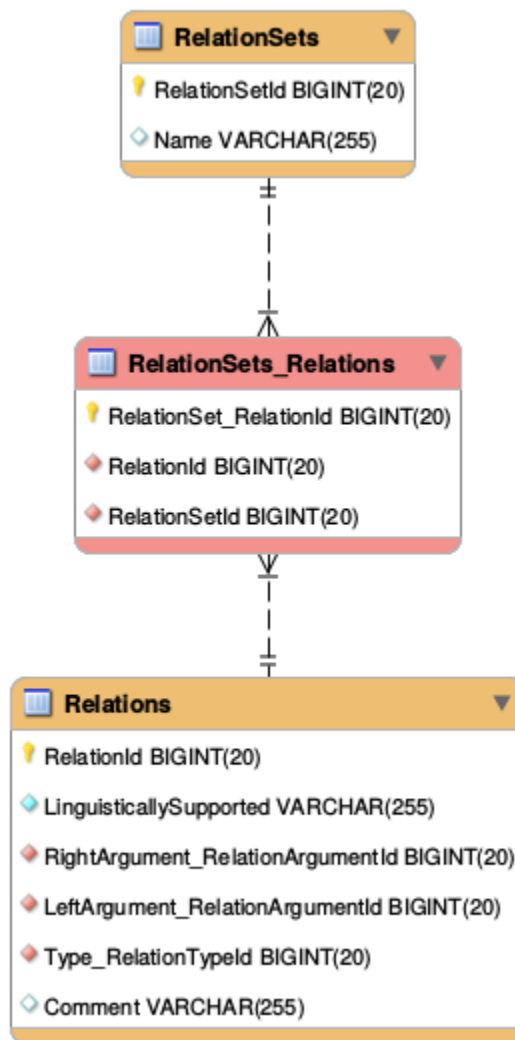 RelationSets
RelationSetId BIGINT(20)
Name VARCHAR(255)
RelationSets_Relations
RelationSet_RelationId BIGINT(20)
RelationId BIGINT(20)
RelationSetId BIGINT(20)
Relations
RelationId BIGINT(20)
LinguisticallySupported VARCHAR(255)
RightArgument_RelationArgumentId BIGINT(20)
LeftArgument_RelationArgumentId BIGINT(20)
Type_RelationTypeId BIGINT(20)
Comment VARCHAR(255)